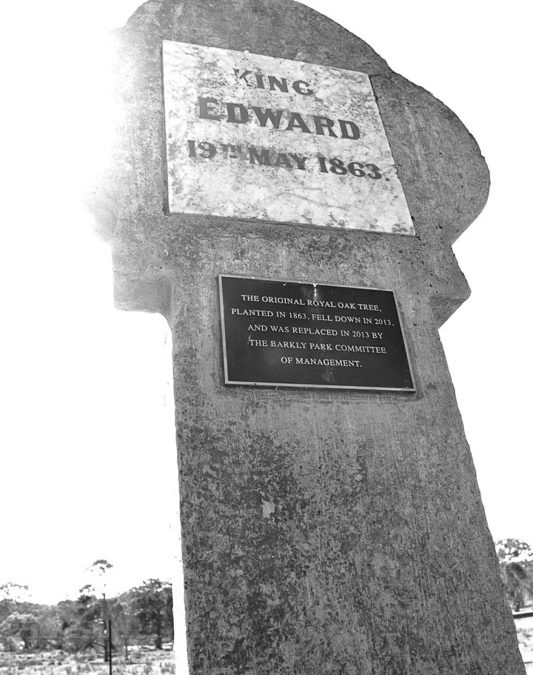 KING
EDWARD
19TH MAY 1863.
THE ORIGINAL ROYAL OAK TREE,
PLANTED IN 1863, FELL DOWN IN 2013,
AND WAS REPLACED IN 2013 BY
THE BARKLY PARK COMMITTEE
OF MANAGEMENT.